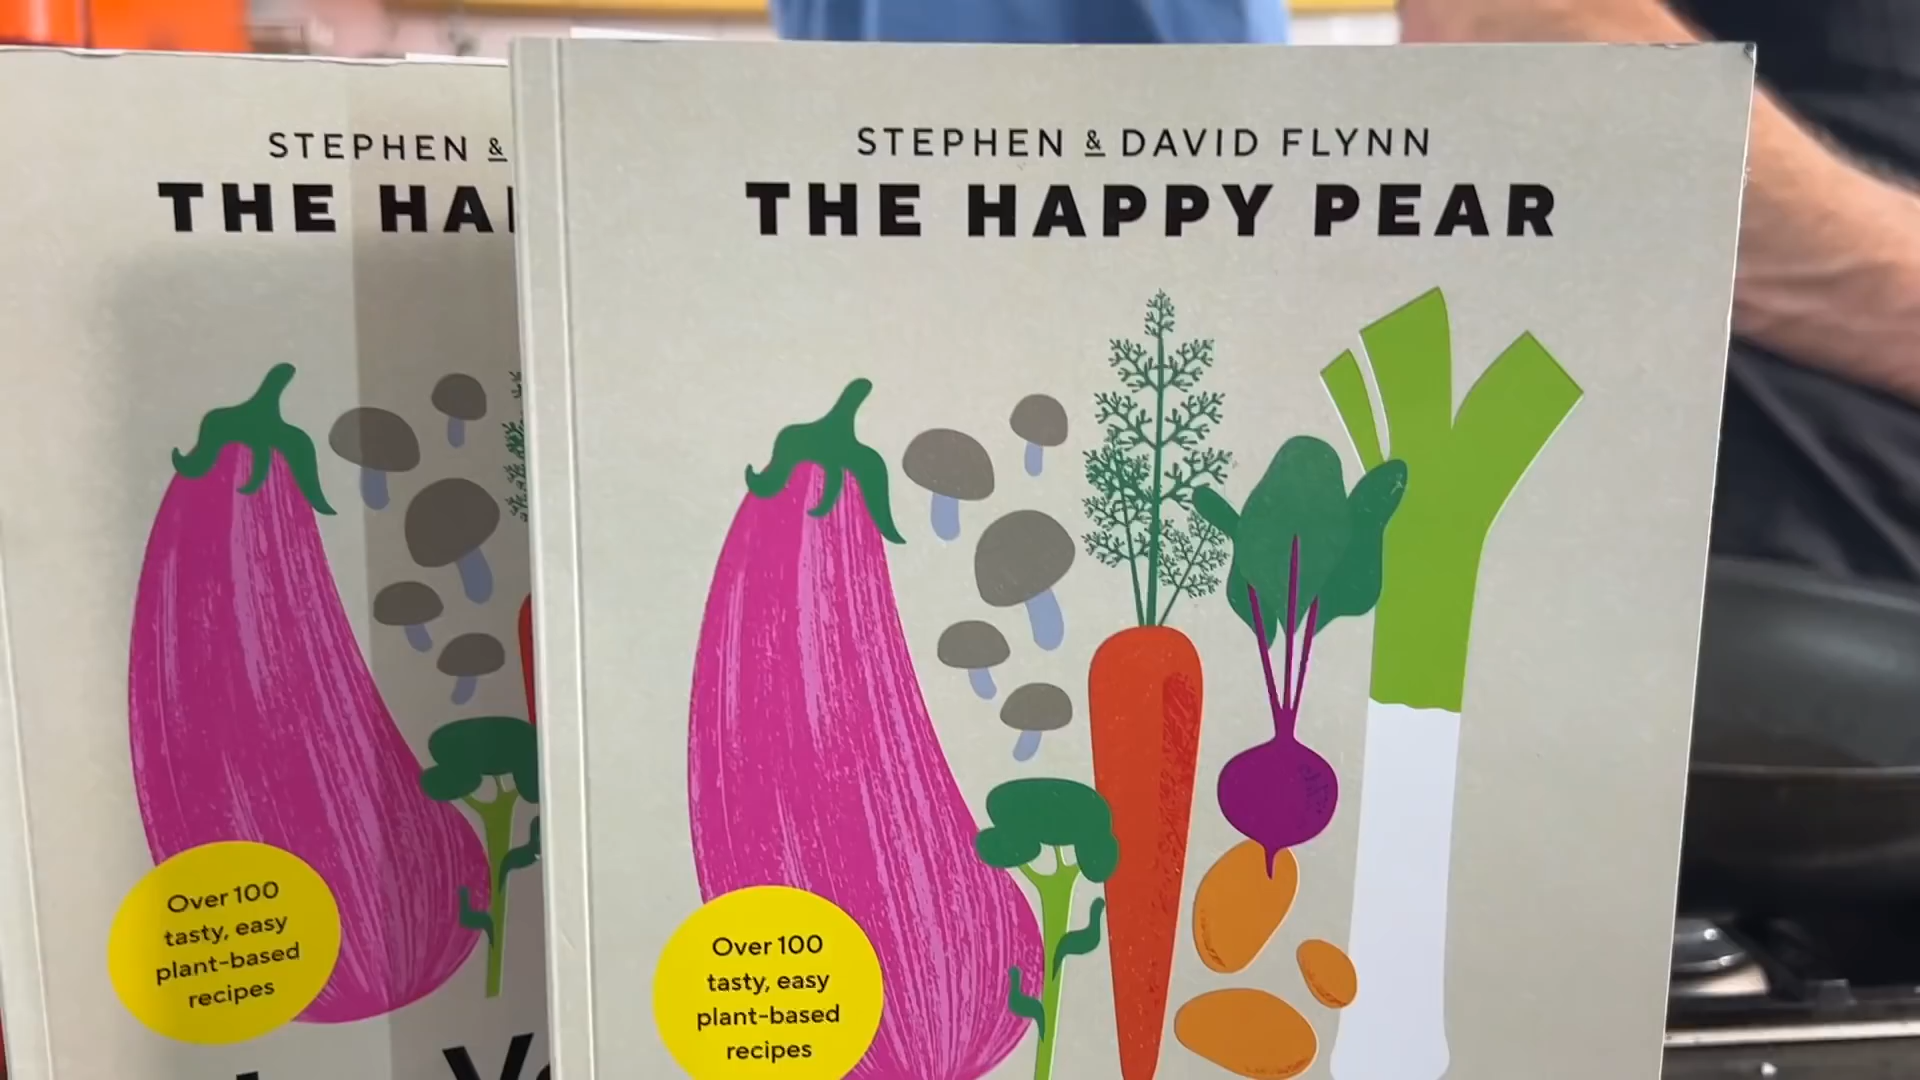 STEPHEN &
THE HA
Over 100
tasty, easy
plant-based
recipes
STEPHEN & DAVID FLYNN
THE HAPPY PEAR
Over 100
tasty, easy
plant-based
recipes